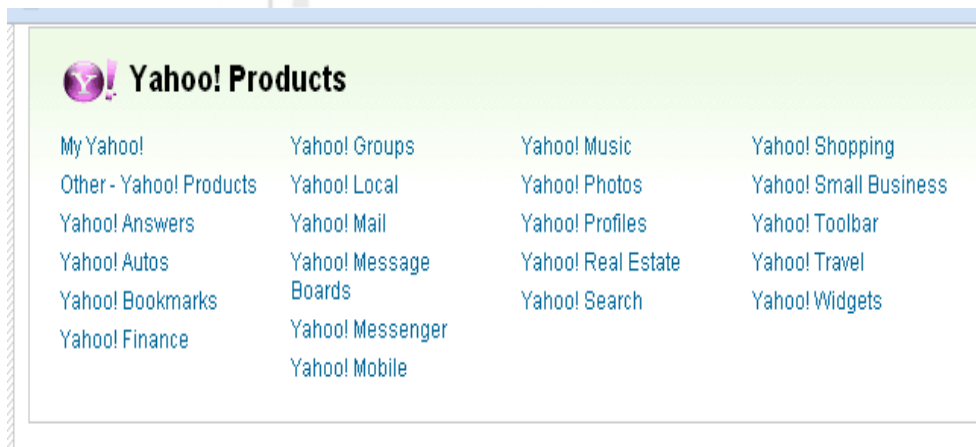 Y! Yahoo! Products
My Yahoo!
Other - Yahoo! Products
Yahoo! Answers
Yahoo! Autos
Yahoo! Bookmarks
Yahoo! Finance
Yahoo! Groups
Yahoo! Local
Yahoo! Mail
Yahoo! Message
Boards
Yahoo! Messenger
Yahoo! Mobile
Yahoo! Music
Yahoo! Photos
Yahoo! Profiles
Yahoo! Real Estate
Yahoo! Search
Yahoo! Shopping
Yahoo! Small Business
Yahoo! Toolbar
Yahoo! Travel
Yahoo! Widgets